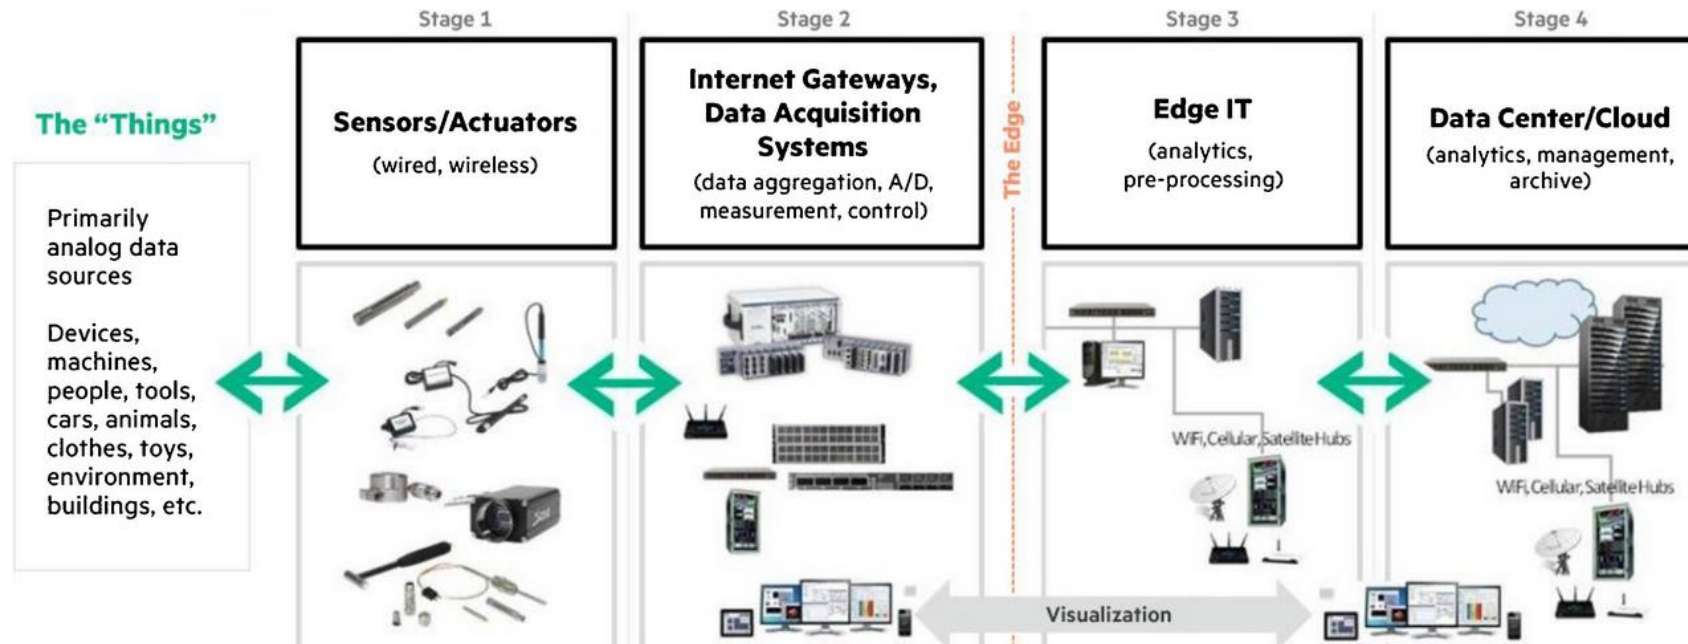 Stage 1
Stage 2
Stage 3
Stage 4
The “Things”
Primarily
analog data
sources
Devices,
machines,
people, tools,
cars, animals,
clothes, toys,
environment,
buildings, etc.
Sensors/Actuators
(wired, wireless)
Internet Gateways,
Data Acquisition
Systems
(data aggregation, A/D,
measurement, control)
The Edge
Edge IT
(analytics,
pre-processing)
Data Center/Cloud
(analytics, management,
archive)
WiFi,Cellular,Satellite Hubs
WiFi,Cellular,Satellite Hubs
Visualization